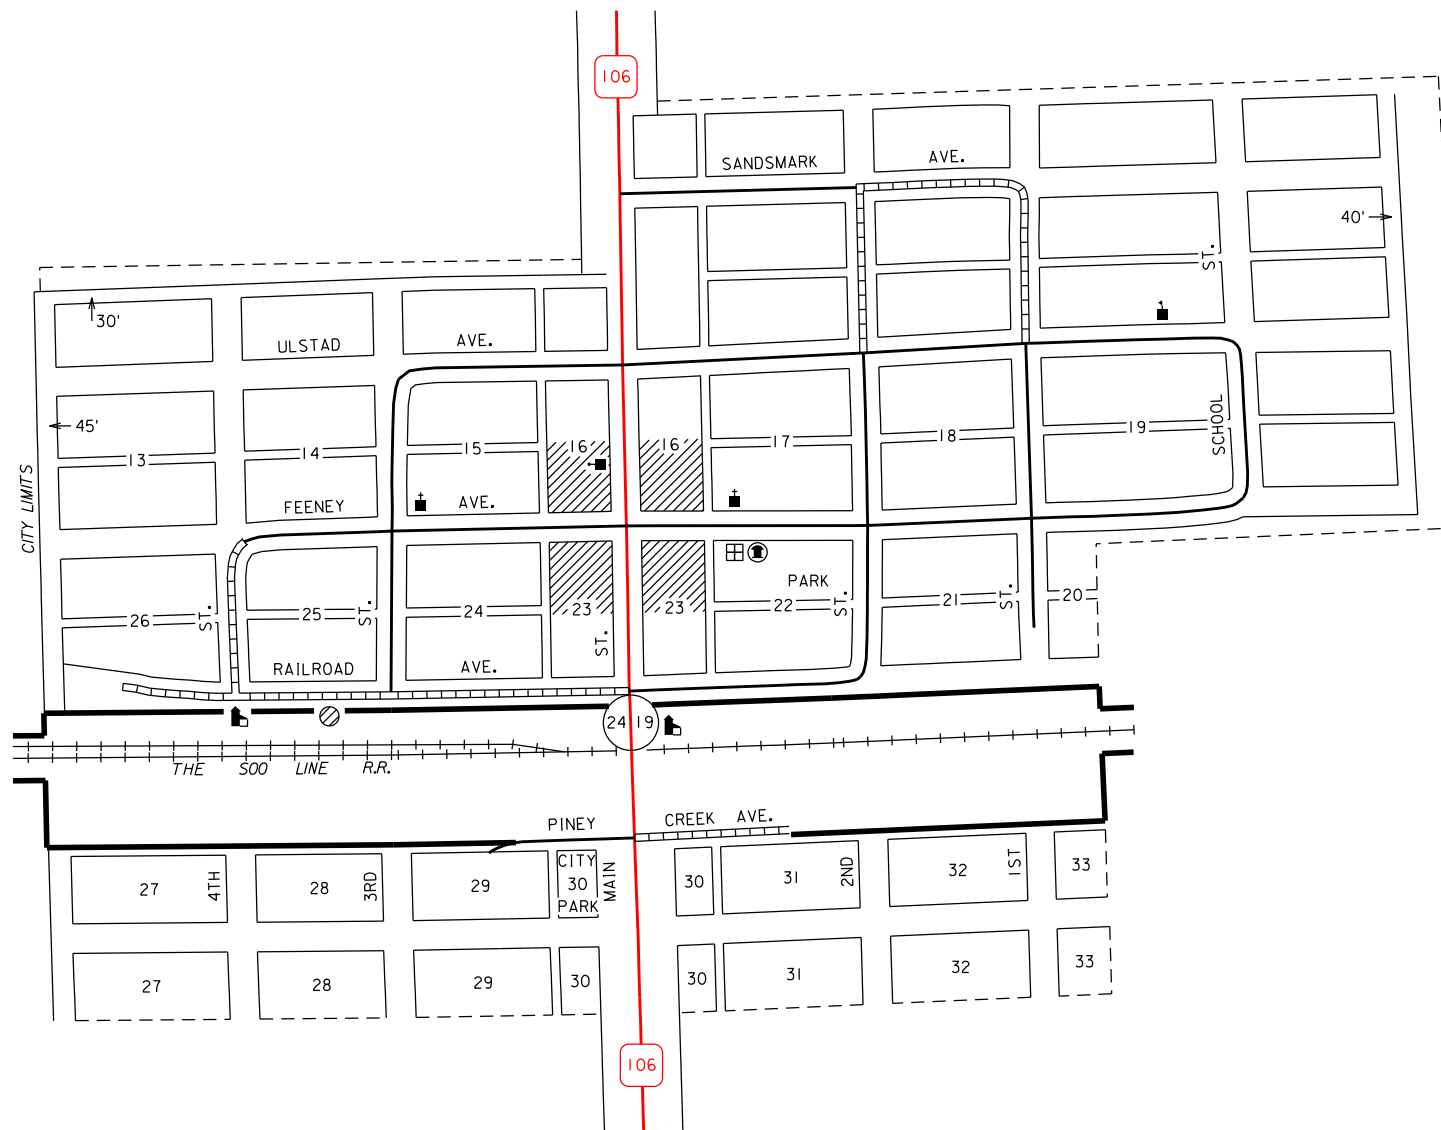 106
SANDSMARK AVE.
40'
ST.
30'
ULSTAD AVE.
45'
SCHOOL
13 14 15 16 16 17 18 19
CITY LIMITS
FEENEY AVE.
PARK
26 25 24 23 23 22 21 20
ST. ST. ST. ST. ST.
RAILROAD AVE.
24 19
THE SOO LINE R.R.
PINEY CREEK AVE.
CITY
27 28 29 30 30 31 32 33
PARK
4TH 3RD MAIN 2ND 1ST
27 28 29 30 30 31 32 33
106